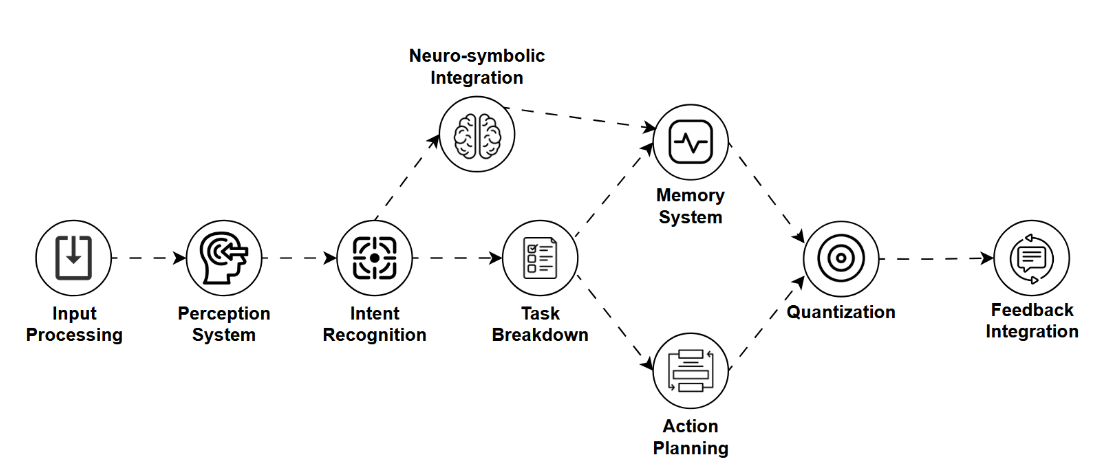 Neuro-symbolic
Integration
Memory
System
Input
Processing
Perception
System
Intent
Recognition
Task
Breakdown
Quantization
Feedback
Integration
Action
Planning